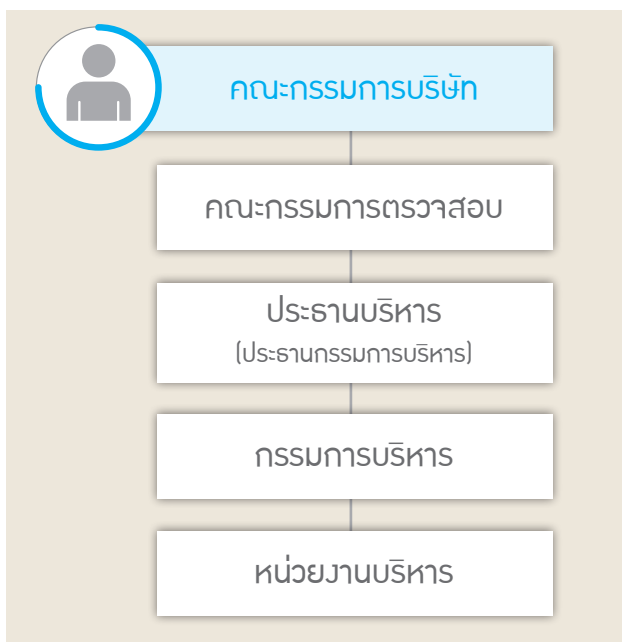 คณะกรรมการบริษัท
คณะกรรมการตรวจสอบ
ประธานบริหาร
(ประธานกรรมการบริหาร)
กรรมการบริหาร
หน่วยงานบริหาร